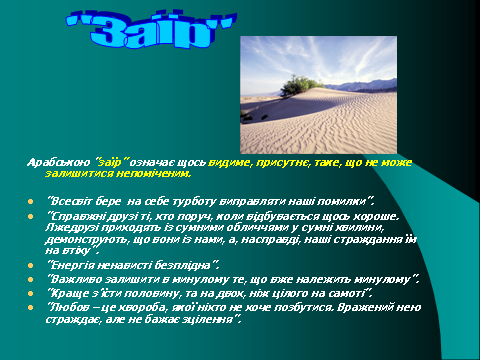 "Заїр"
Арабською "заїр" означає щось видиме, присутнє, таке, що не може
залишитися непоміченим.
"Всесвіт бере на себе турботу виправляти наші помилки".
"Справжні друзі ті, хто поруч, коли відбувається щось хороше.
Лжедрузі приходять із сумними обличчями у сумні хвилини,
демонструють, що вони із нами, а, насправді, наші страждання їм
на втіху".
"Енергія ненависті безплідна".
"Важливо залишити в минулому те, що вже належить минулому".
"Краще з'їсти половину, та на двох, ніж цілого на самоті".
"Любов – це хвороба, якої ніхто не хоче позбутися. Вражений нею
страждає, але не бажає зцілення".